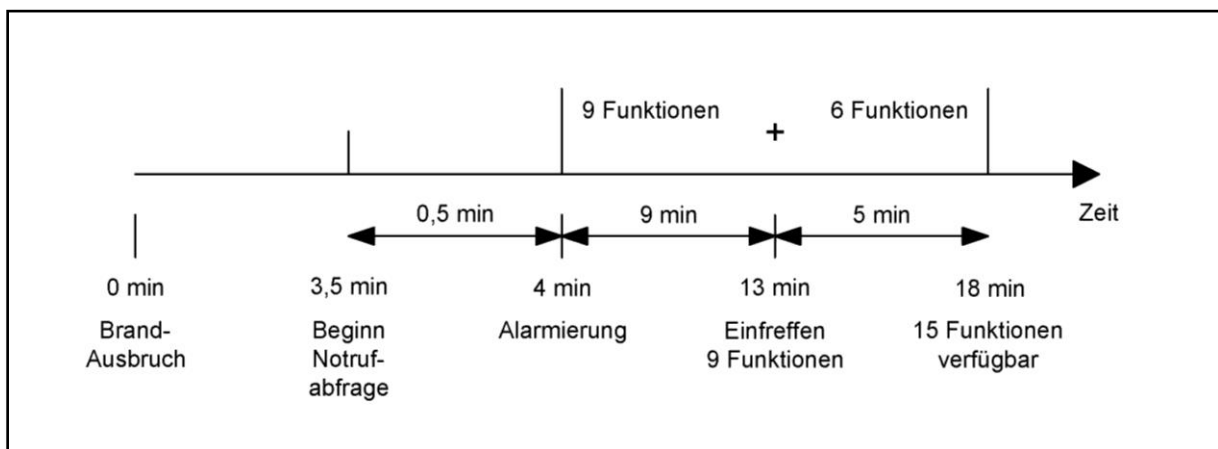 9 Funktionen
+
6 Funktionen
Zeit
0,5 min
9 min
5 min
0 min
3,5 min
4 min
13 min
18 min
Brand-
Ausbruch
Beginn
Notruf-
abfrage
Alarmierung
Einfreffen
9 Funktionen
15 Funktionen
verfügbar